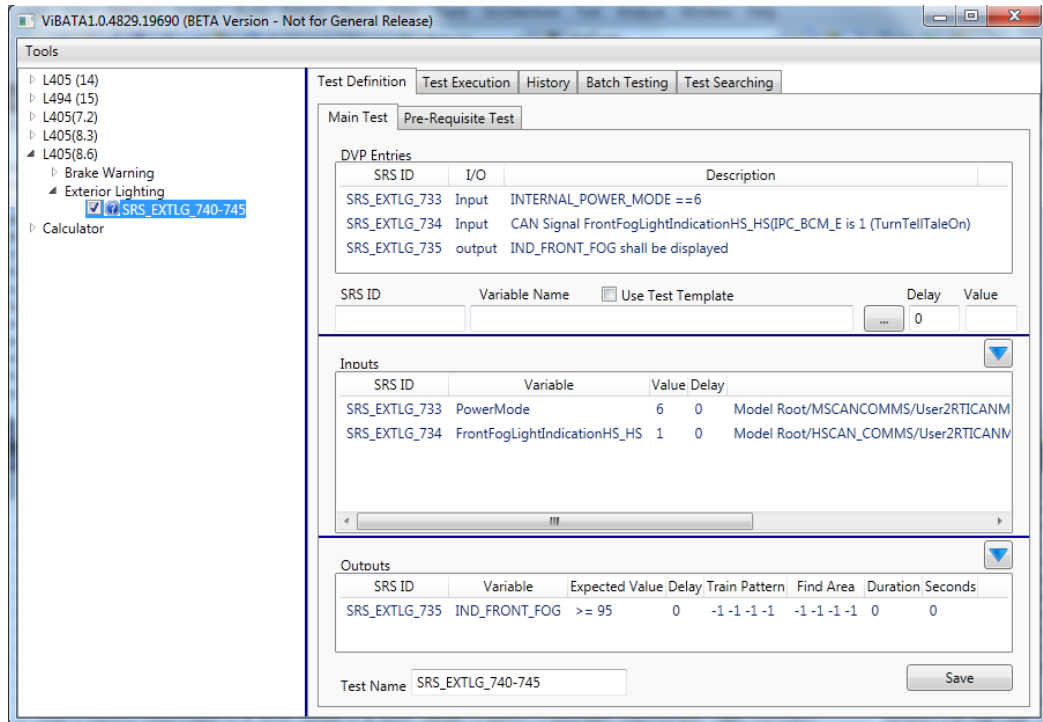 ViBATA1.0.4829.19690 (BETA Version - Not for General Release)
Tools
L405 (14)
L494 (15)
L405(7.2)
L405(8.3)
L405(8.6)
Brake Warning
Exterior Lighting
SRS_EXTLG_740-745
Calculator
Test Definition Test Execution History Batch Testing Test Searching
Main Test Pre-Requisite Test
DVP Entries
SRS ID I/O Description
SRS_EXTLG_733 Input INTERNAL_POWER_MODE ==6
SRS_EXTLG_734 Input CAN Signal FrontFogLightIndicationHS_HS(IPC_BCM_E is 1 (TurnTellTaleOn)
SRS_EXTLG_735 output IND_FRONT_FOG shall be displayed
SRS ID Variable Name Use Test Template Delay Value
... 0
Inputs
SRS ID Variable Value Delay
SRS_EXTLG_733 PowerMode 6 0 Model Root/MSCANCOMMS/User2RTICANM
SRS_EXTLG_734 FrontFogLightIndicationHS_HS 1 0 Model Root/HSCAN_COMMS/User2RTICANM
Outputs
SRS ID Variable Expected Value Delay Train Pattern Find Area Duration Seconds
SRS_EXTLG_735 IND_FRONT_FOG >= 95 0 -1 -1 -1 -1 -1 -1 -1 -1 0 0
Test Name SRS_EXTLG_740-745 Save